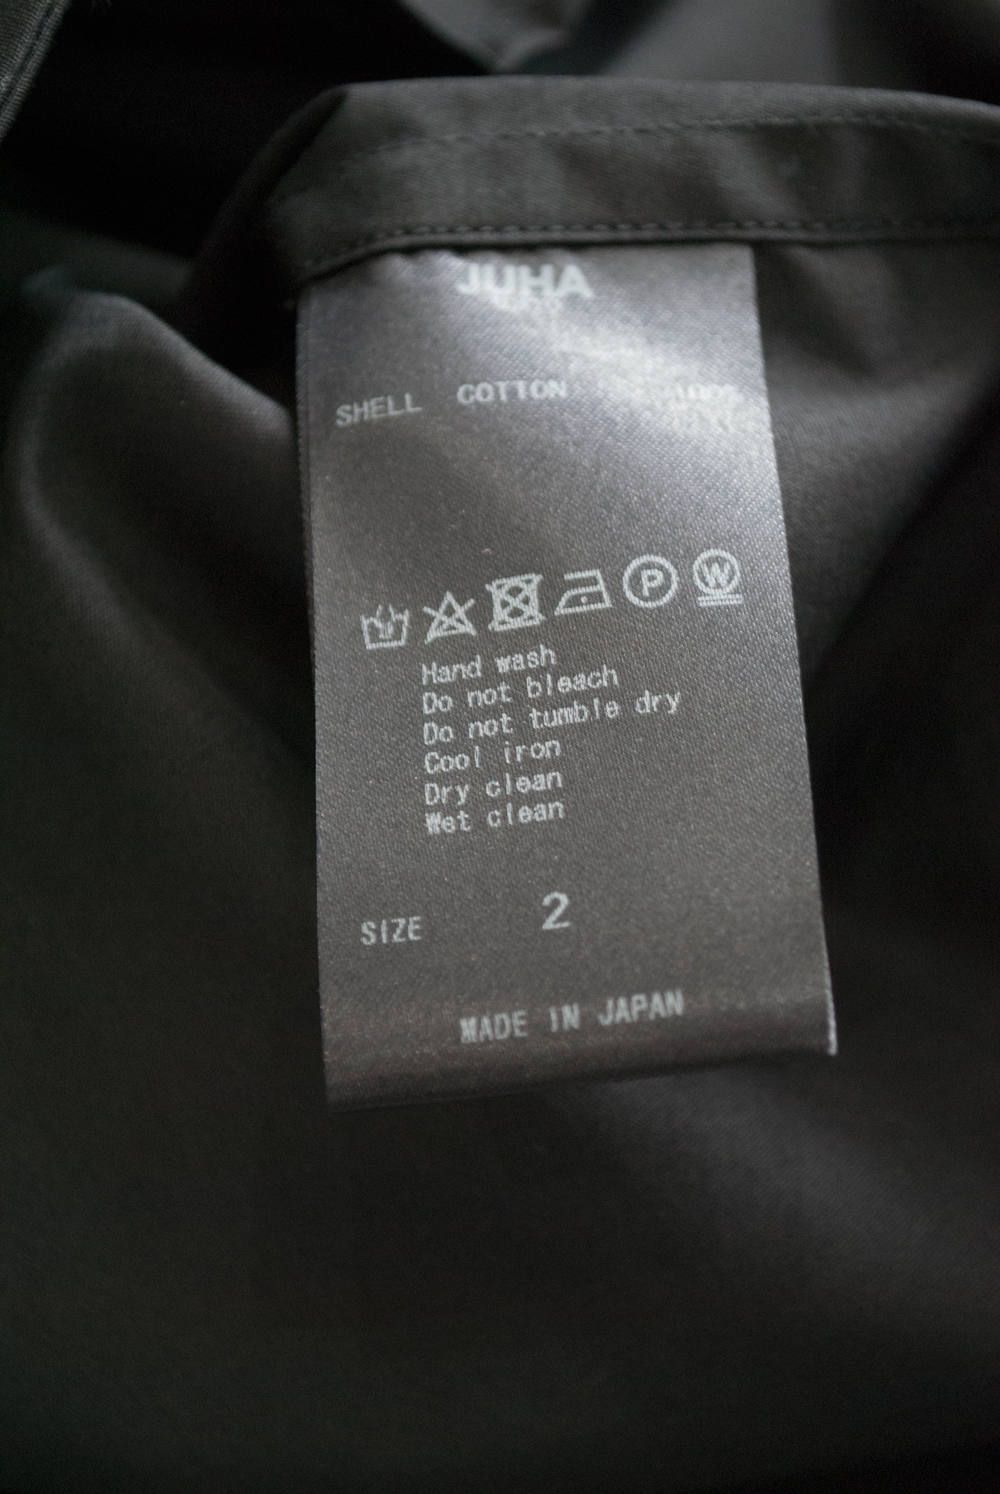 JUHA
SHELL COTTON 100%
P W
Hand wash
Do not bleach
Do not tumble dry
Cool iron
Dry clean
Wet clean
SIZE 2
MADE IN JAPAN